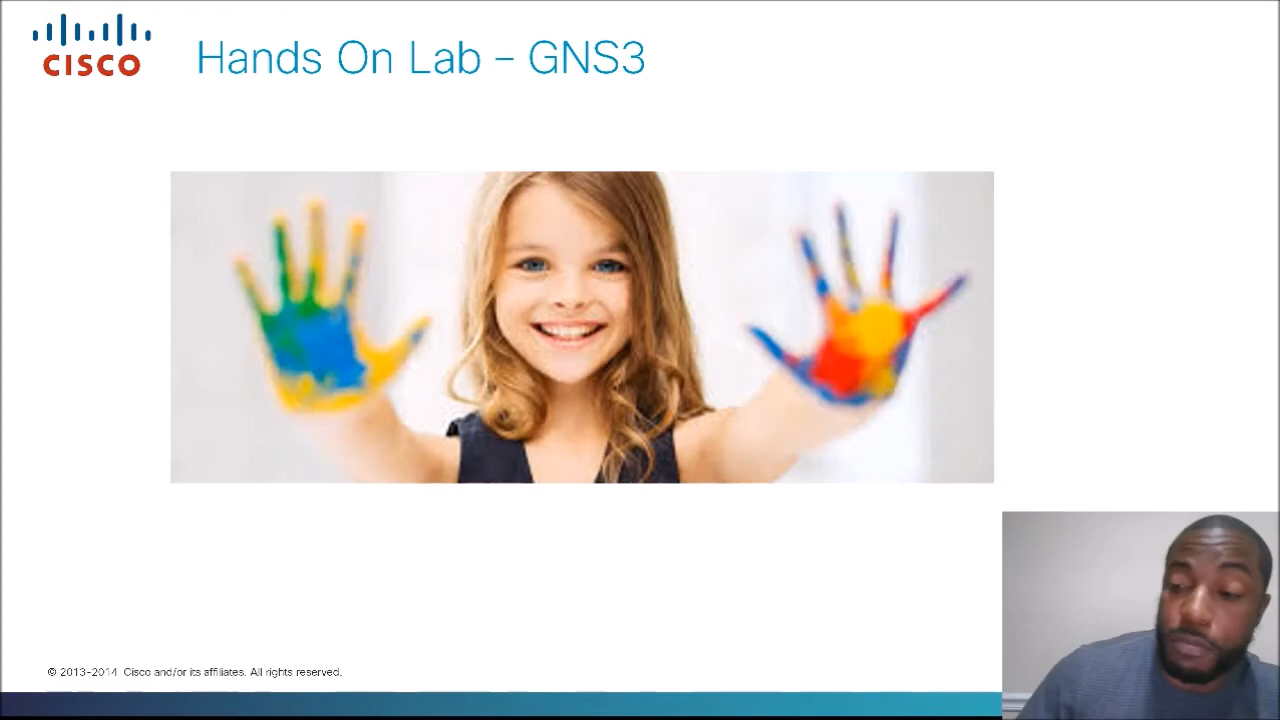 CISCO
Hands On Lab – GNS3
© 2013-2014 Cisco and/or its affiliates. All rights reserved.